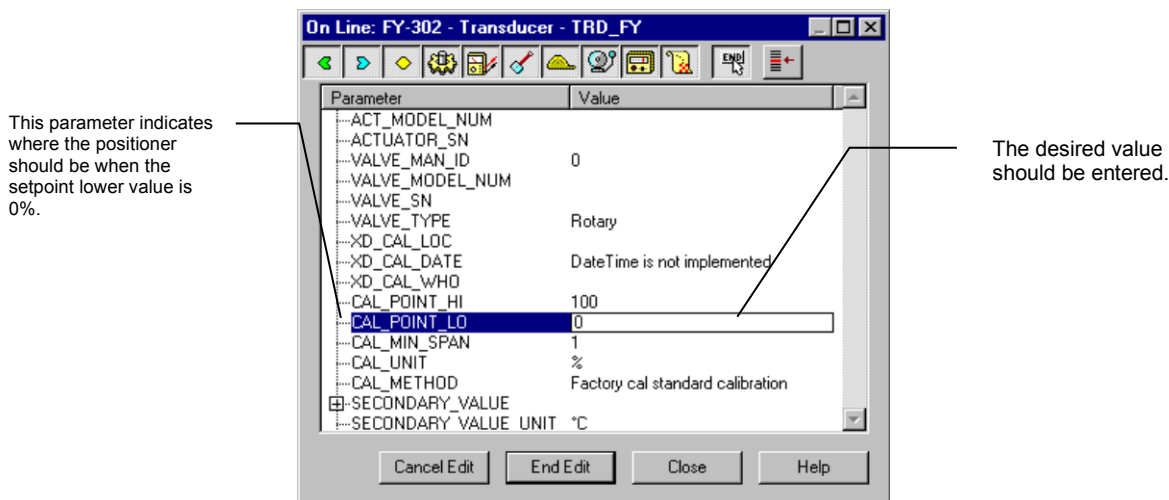 On Line: FY-302 - Transducer - TRD_FY
END
Parameter Value
ACT_MODEL_NUM
ACTUATOR_SN
VALVE_MAN_ID 0
VALVE_MODEL_NUM
VALVE_SN
VALVE_TYPE Rotary
XD_CAL_LOC
XD_CAL_DATE DateTime is not implemented
XD_CAL_WHO
CAL_POINT_HI 100
CAL_POINT_LO 0
CAL_MIN_SPAN 1
CAL_UNIT %
CAL_METHOD Factory cal standard calibration
SECONDARY_VALUE
SECONDARY_VALUE_UNIT °C
Cancel Edit End Edit Close Help
This parameter indicates
where the positioner
should be when the
setpoint lower value is
0%.
The desired value
should be entered.